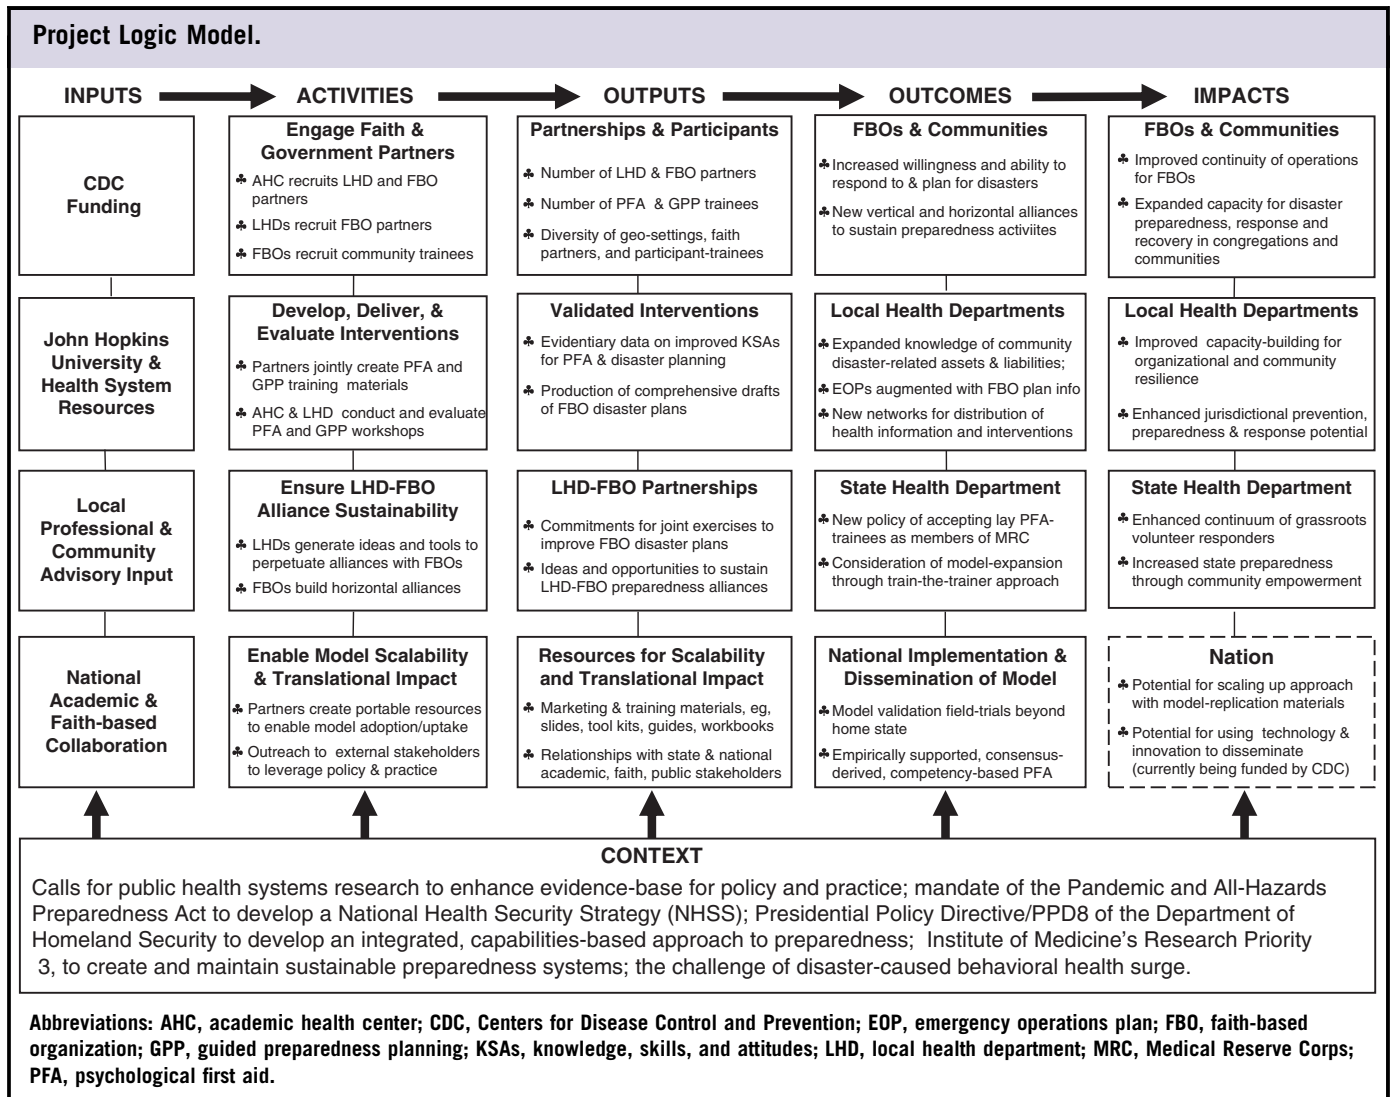 Project Logic Model.
INPUTS
ACTIVITIES
OUTPUTS
OUTCOMES
IMPACTS
CDC
Funding
Engage Faith &
Government Partners
♣ AHC recruits LHD and FBO
partners
♣ LHDs recruit FBO partners
♣ FBOs recruit community trainees
Partnerships & Participants
♣ Number of LHD & FBO partners
♣ Number of PFA & GPP trainees
♣ Diversity of geo-settings, faith
partners, and participant-trainees
FBOs & Communities
♣ Increased willingness and ability to
respond to & plan for disasters
♣ New vertical and horizontal alliances
to sustain preparedness activiites
FBOs & Communities
♣ Improved continuity of operations
for FBOs
♣ Expanded capacity for disaster
preparedness, response and
recovery in congregations and
communities
John Hopkins
University &
Health System
Resources
Develop, Deliver, &
Evaluate Interventions
♣ Partners jointly create PFA and
GPP training materials
♣ AHC & LHD conduct and evaluate
PFA and GPP workshops
Validated Interventions
♣ Evidentiary data on improved KSAs
for PFA & disaster planning
♣ Production of comprehensive drafts
of FBO disaster plans
Local Health Departments
♣ Expanded knowledge of community
disaster-related assets & liabilities;
♣ EOPs augmented with FBO plan info
♣ New networks for distribution of
health information and interventions
Local Health Departments
♣ Improved capacity-building for
organizational and community
resilience
♣ Enhanced jurisdictional prevention,
preparedness & response potential
Local
Professional &
Community
Advisory Input
Ensure LHD-FBO
Alliance Sustainability
♣ LHDs generate ideas and tools to
perpetuate alliances with FBOs
♣ FBOs build horizontal alliances
LHD-FBO Partnerships
♣ Commitments for joint exercises to
improve FBO disaster plans
♣ Ideas and opportunities to sustain
LHD-FBO preparedness alliances
State Health Department
♣ New policy of accepting lay PFA-
trainees as members of MRC
♣ Consideration of model-expansion
through train-the-trainer approach
State Health Department
♣ Enhanced continuum of grassroots
volunteer responders
♣ Increased state preparedness
through community empowerment
National
Academic &
Faith-based
Collaboration
Enable Model Scalability
& Translational Impact
♣ Partners create portable resources
to enable model adoption/uptake
♣ Outreach to external stakeholders
to leverage policy & practice
Resources for Scalability
and Translational Impact
♣ Marketing & training materials, eg,
slides, tool kits, guides, workbooks
♣ Relationships with state & national
academic, faith, public stakeholders
National Implementation &
Dissemination of Model
♣ Model validation field-trials beyond
home state
♣ Empirically supported, consensus-
derived, competency-based PFA
Nation
♣ Potential for scaling up approach
with model-replication materials
♣ Potential for using technology &
innovation to disseminate
(currently being funded by CDC)
CONTEXT
Calls for public health systems research to enhance evidence-base for policy and practice; mandate of the Pandemic and All-Hazards
Preparedness Act to develop a National Health Security Strategy (NHSS); Presidential Policy Directive/PPD8 of the Department of
Homeland Security to develop an integrated, capabilities-based approach to preparedness; Institute of Medicine's Research Priority
3, to create and maintain sustainable preparedness systems; the challenge of disaster-caused behavioral health surge.
Abbreviations: AHC, academic health center; CDC, Centers for Disease Control and Prevention; EOP, emergency operations plan; FBO, faith-based
organization; GPP, guided preparedness planning; KSAs, knowledge, skills, and attitudes; LHD, local health department; MRC, Medical Reserve Corps;
PFA, psychological first aid.